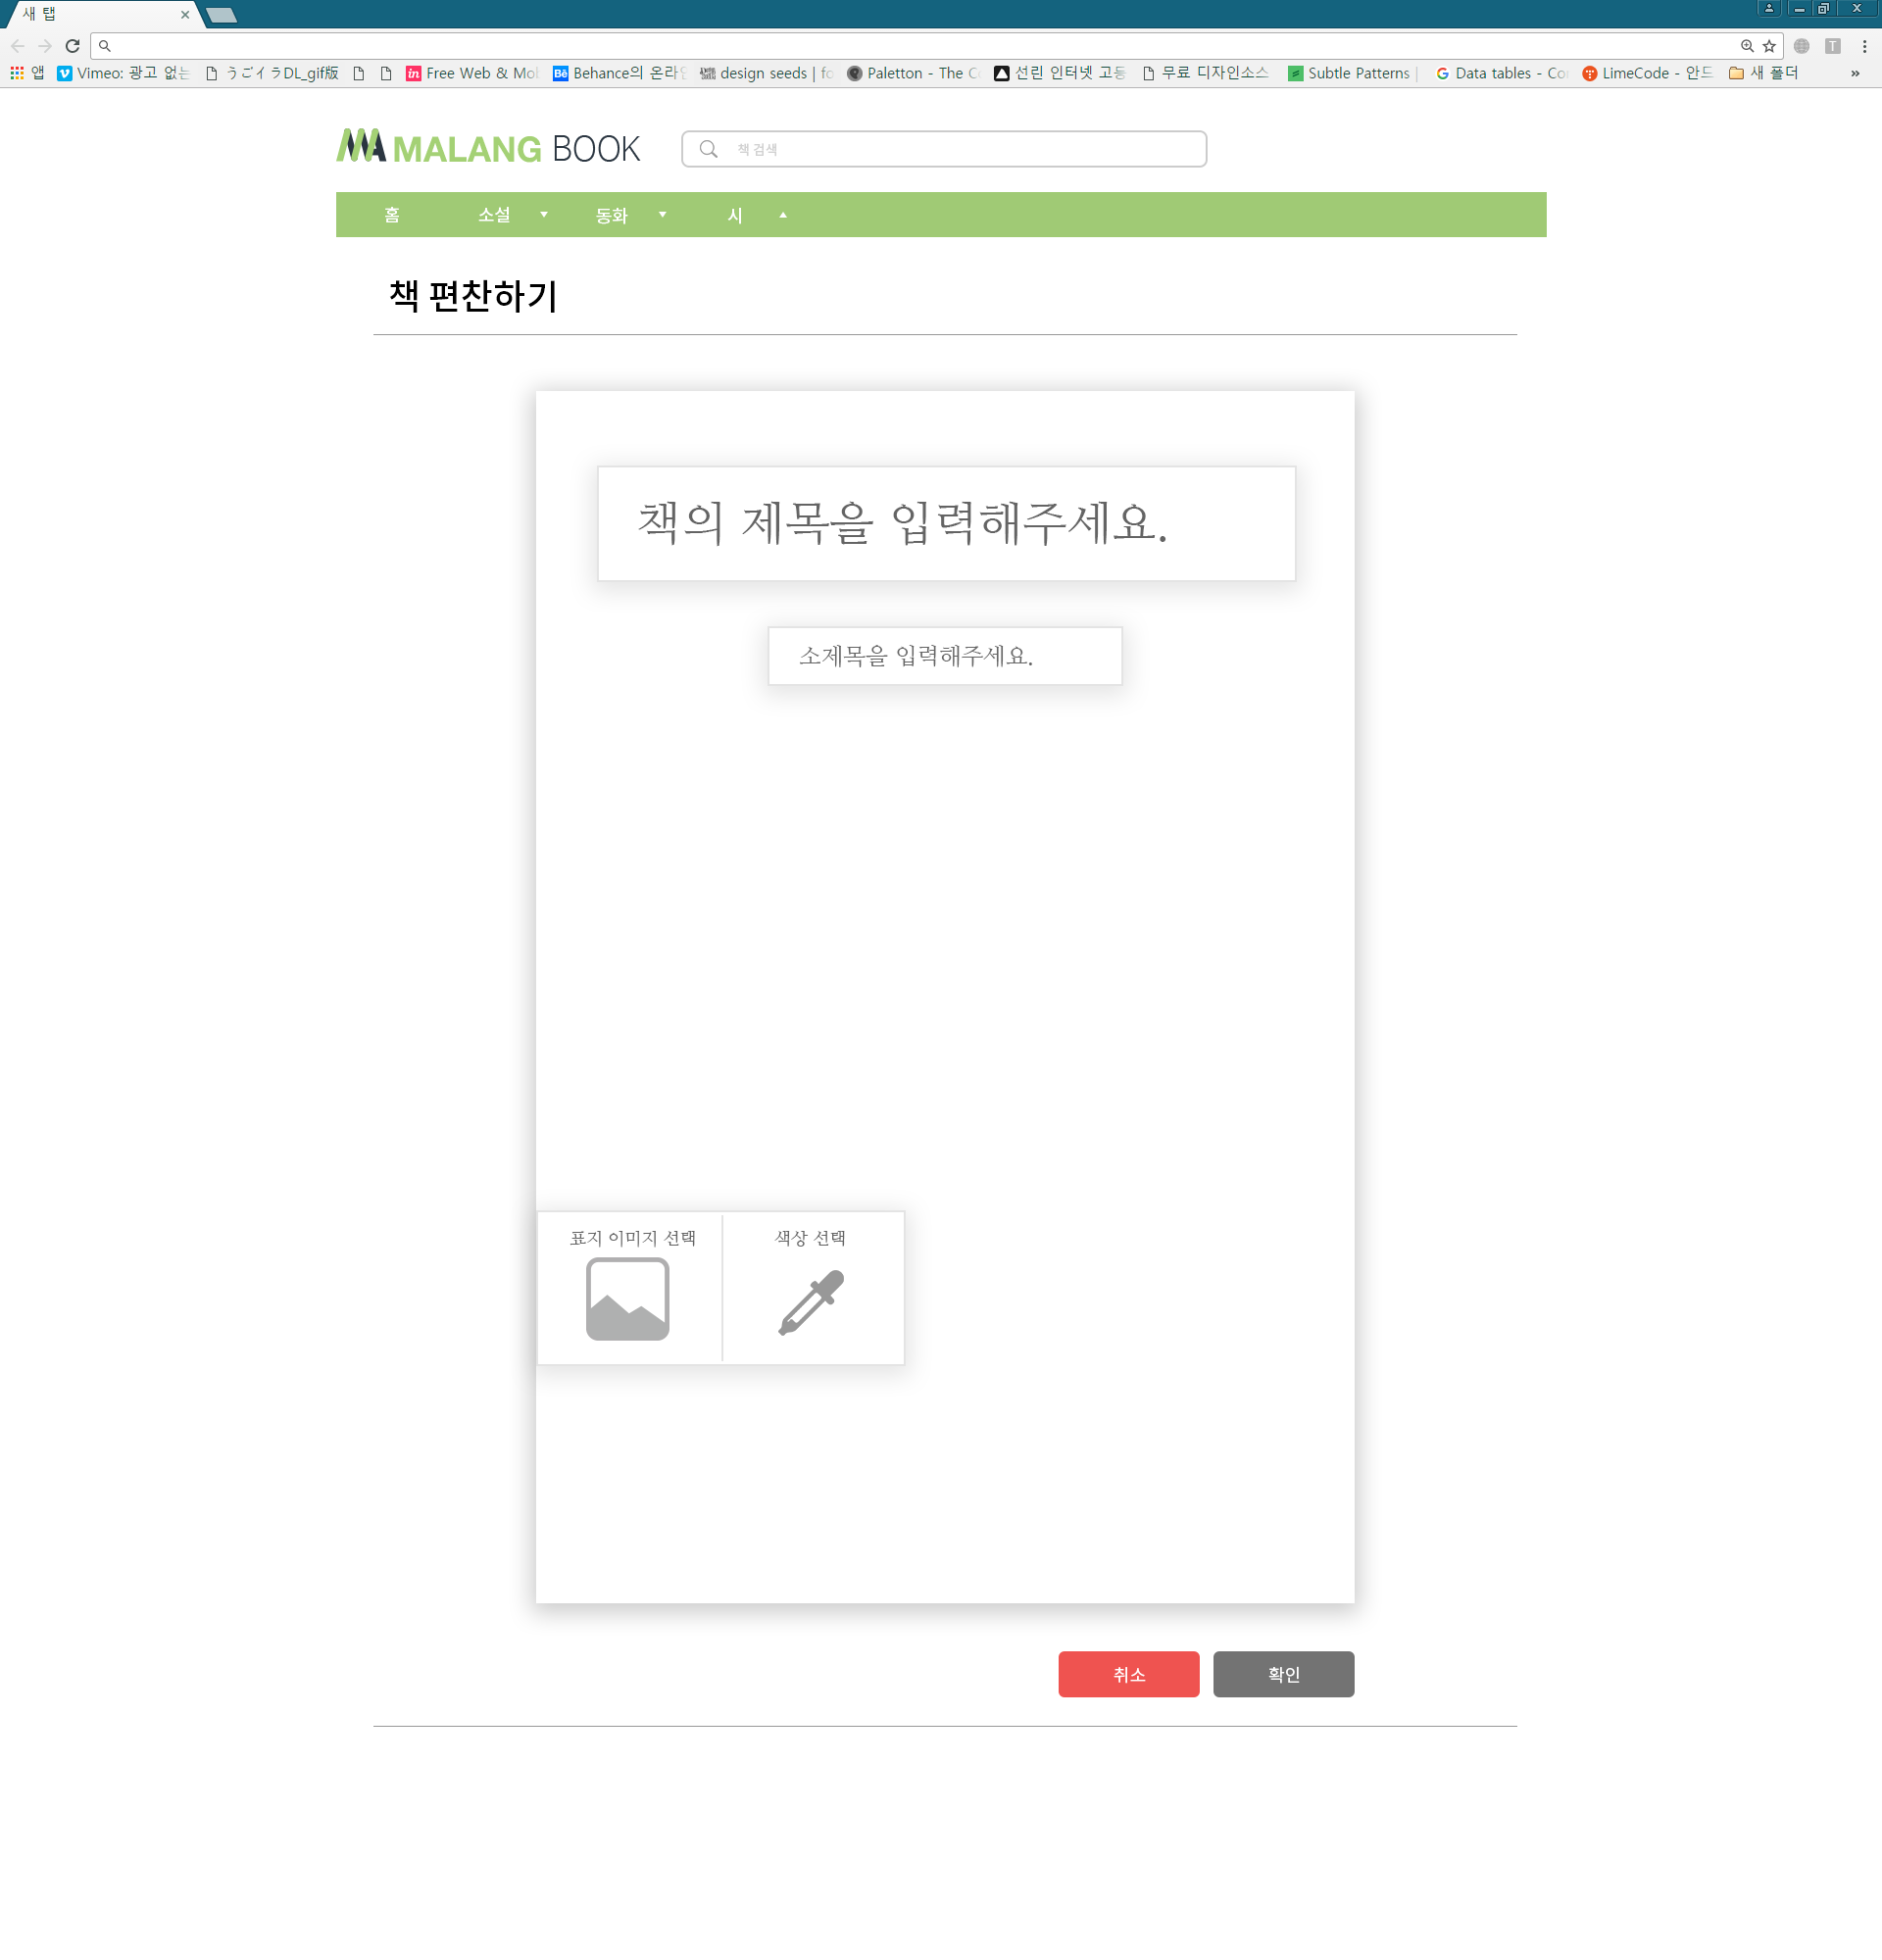 새 탭
앱 Vimeo: 광고 없는 うごイラDL_gif版 Free Web & Mo Behance의 온라인 design seeds | fo Paletton - The C 선린 인터넷 고등 무료 디자인소스 Subtle Patterns | Data tables - Co LimeCode - 안드 새 폴더 »
MALANG BOOK
책 검색
홈 소설 동화 시
책 편찬하기
책의 제목을 입력해주세요.
소제목을 입력해주세요.
표지 이미지 선택 색상 선택
취소 확인